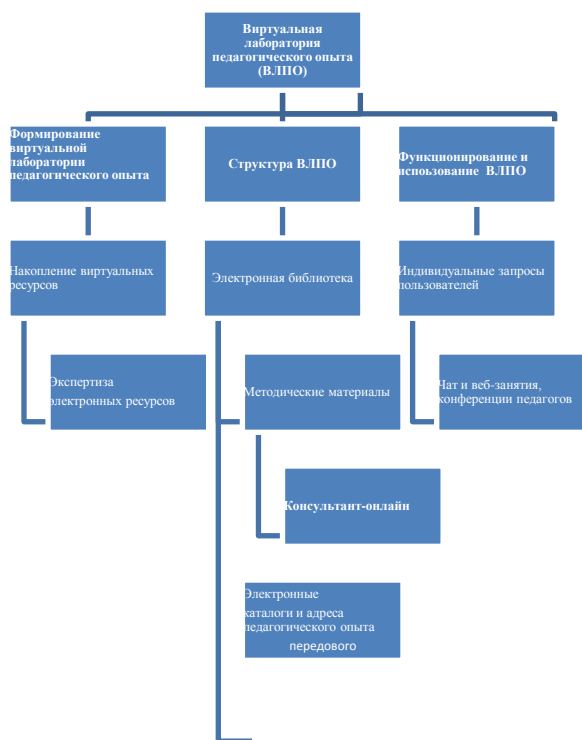 Виртуальная
лаборатория
педагогического опыта
(ВЛПО)
Формирование
виртуальной
лаборатории
педагогического опыта
Структура ВЛПО
Функционирование и
испоьзование ВЛПО
Накопление виртуальных
ресурсов
Электронная библиотека
Индивидуальные запросы
пользователей
Экспертиза
электронных ресурсов
Методические материалы
Чат и веб-занятия,
конференции педагогов
Консультант-онлайн
Электронные
каталоги и адреса
педагогического опыта
передового